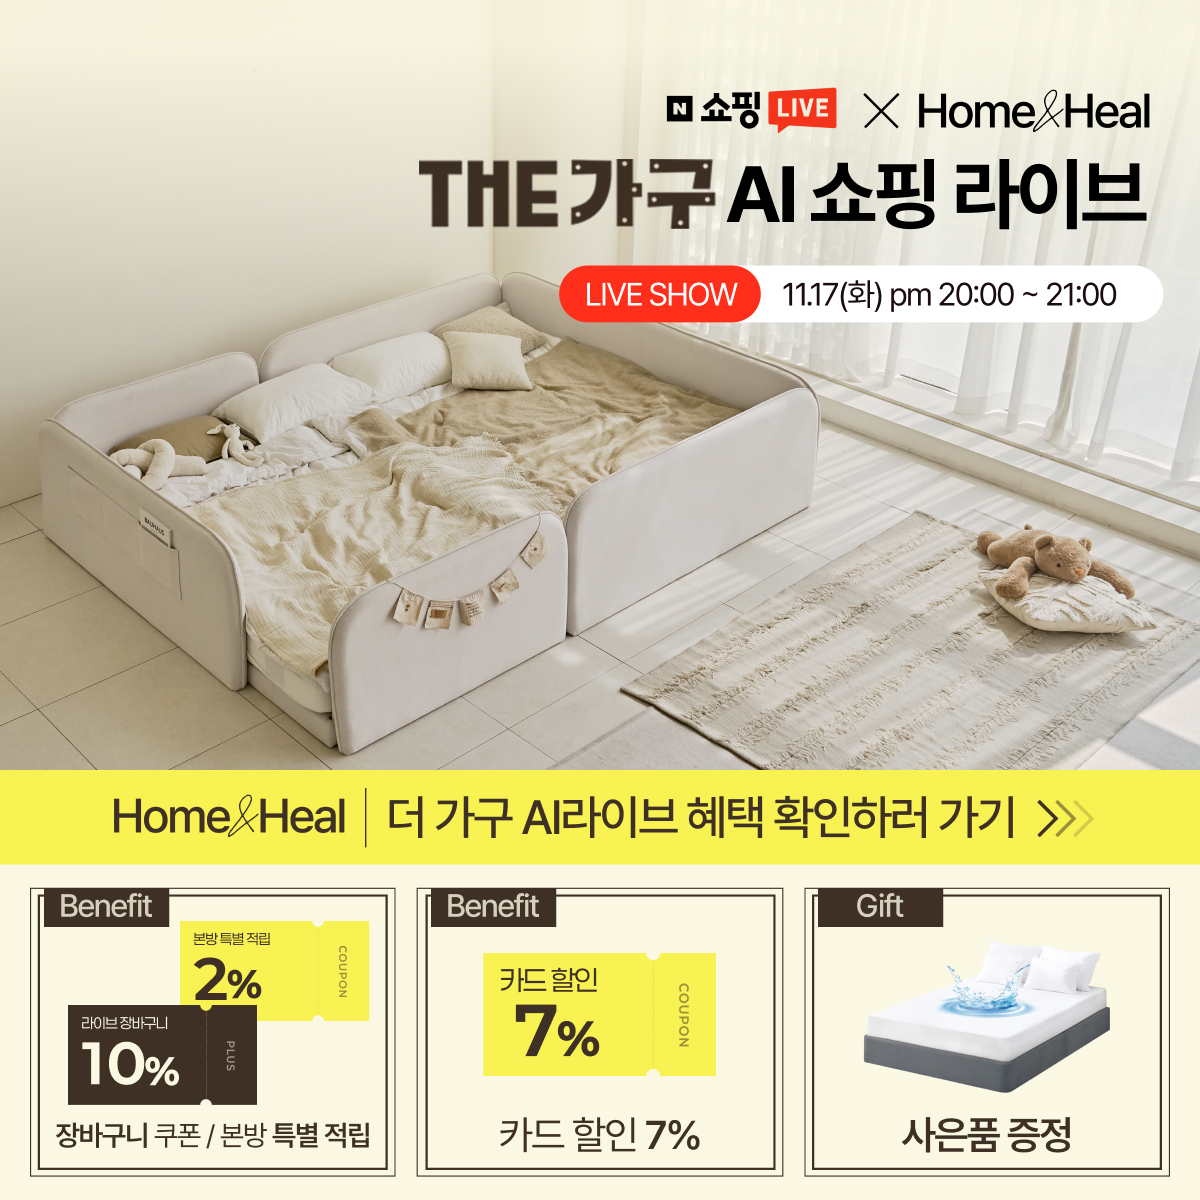 N 쇼핑 LIVE × Home&Heal
THE 가구 AI 쇼핑 라이브
LIVE SHOW 11.17(화) pm 20:00 ~ 21:00
BAUHAUS
Home&Heal | 더 가구 AI라이브 혜택 확인하러 가기
Benefit
본방 특별 적립
2%
COUPON
라이브 장바구니
10%
PLUS
장바구니 쿠폰 / 본방 특별 적립
Benefit
카드 할인
7%
COUPON
카드 할인 7%
Gift
사은품 증정